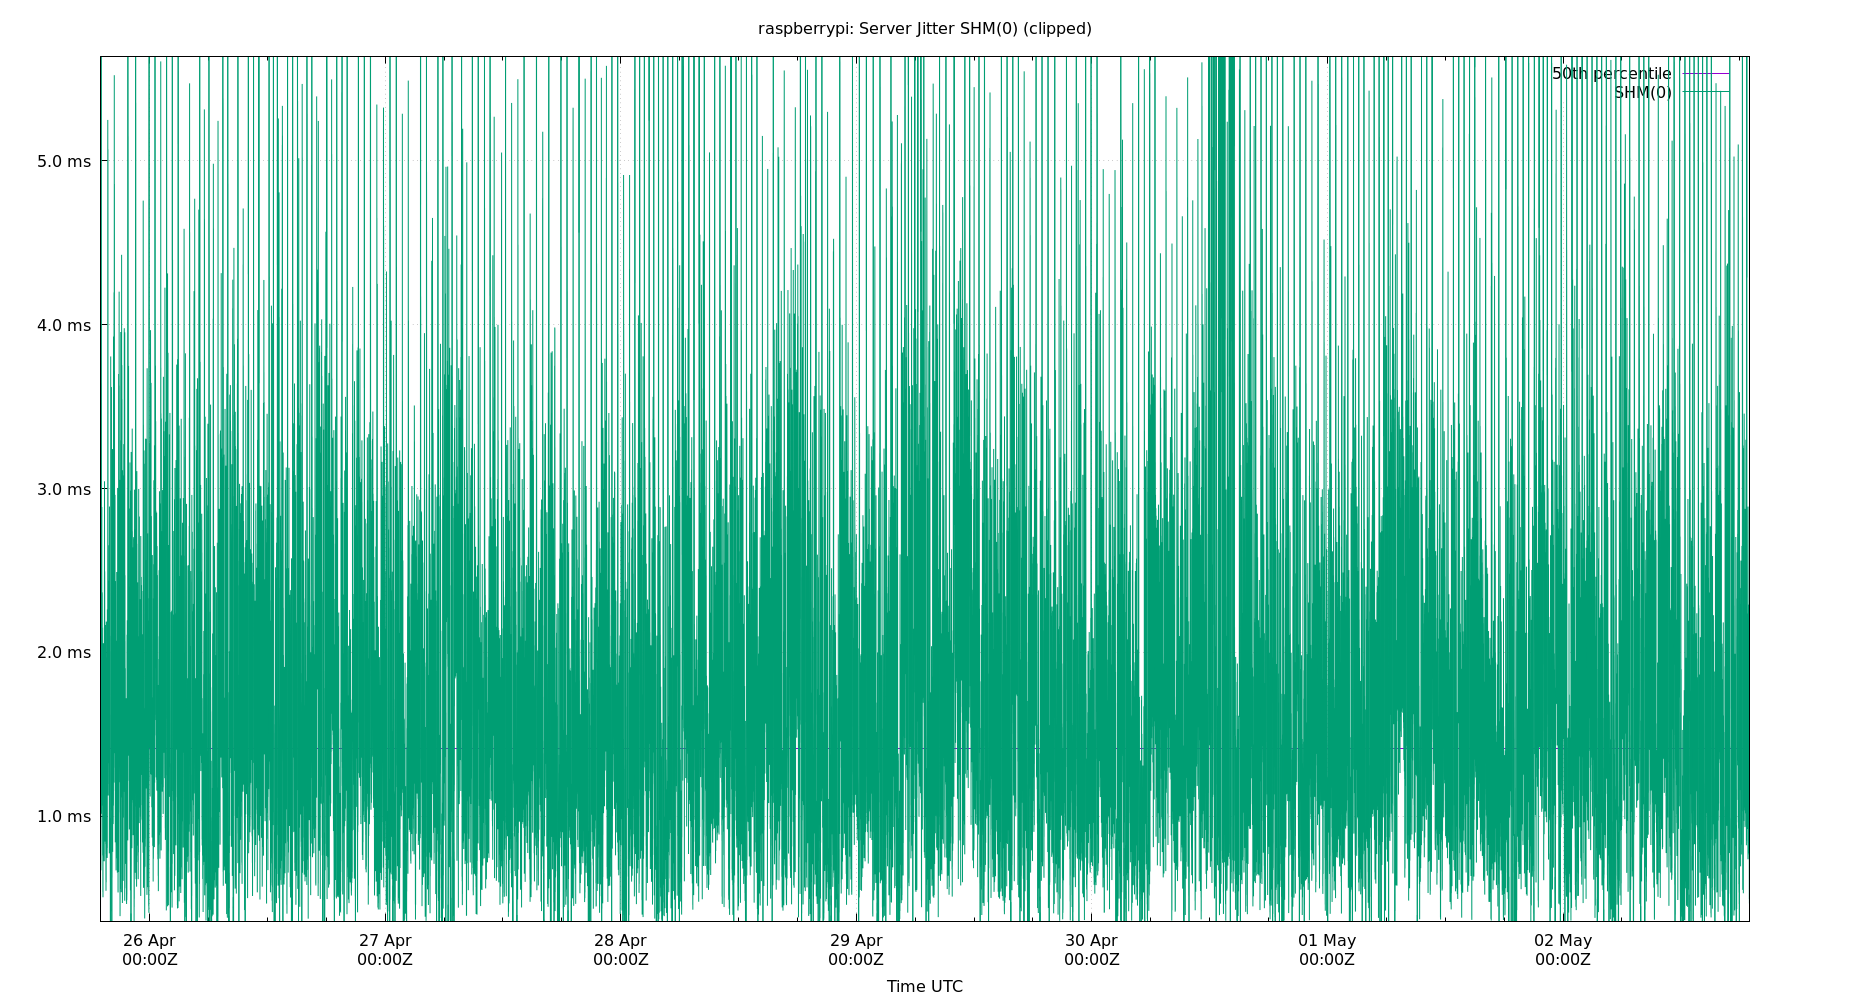 raspberrypi: Server Jitter SHM(0) (clipped)
50th percentile
SHM(0)
5.0 ms
4.0 ms
3.0 ms
2.0 ms
1.0 ms
26 Apr 27 Apr 28 Apr 29 Apr 30 Apr 01 May 02 May
00:00Z 00:00Z 00:00Z 00:00Z 00:00Z 00:00Z 00:00Z
Time UTC